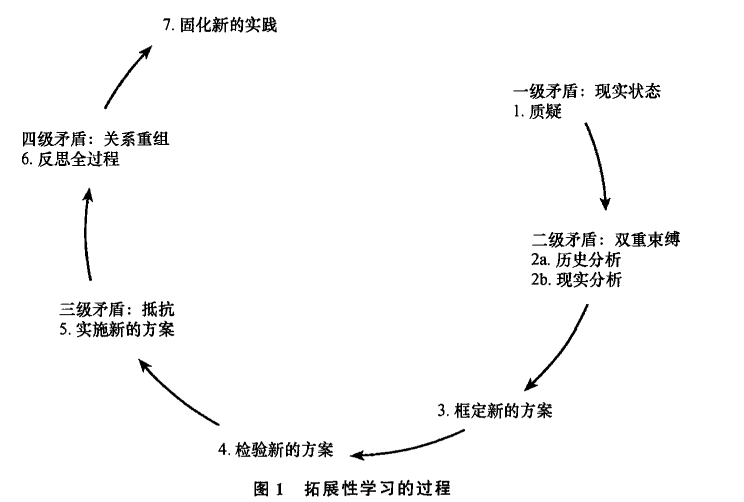 7. 固化新的实践
一级矛盾：现实状态
1. 质疑
四级矛盾：关系重组
6. 反思全过程
二级矛盾：双重束缚
2a. 历史分析
2b. 现实分析
三级矛盾：抵抗
5. 实施新的方案
3. 框定新的方案
4. 检验新的方案
图 1 拓展性学习的过程